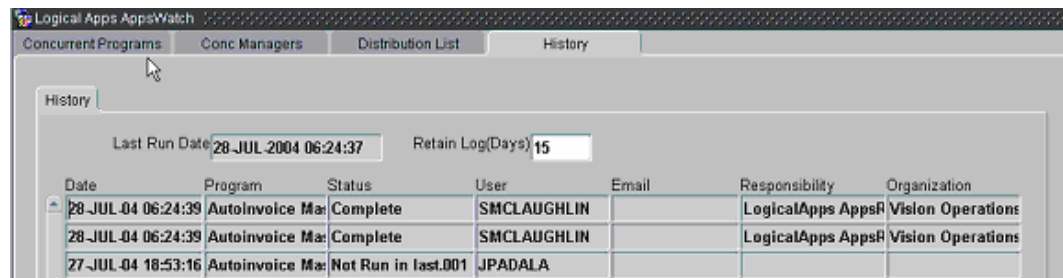 Logical Apps AppsWatch
Concurrent Programs Conc Managers Distribution List History
History
Last Run Date 28-JUL-2004 06:24:37 Retain Log(Days) 15
Date Program Status User Email Responsibility Organization
28-JUL-04 06:24:39 Autoinvoice Mas Complete SMCLAUGHLIN LogicalApps AppsR Vision Operations
28-JUL-04 06:24:39 Autoinvoice Mas Complete SMCLAUGHLIN LogicalApps AppsR Vision Operations
27-JUL-04 18:53:16 Autoinvoice Mas Not Run in last.001 JPADALA